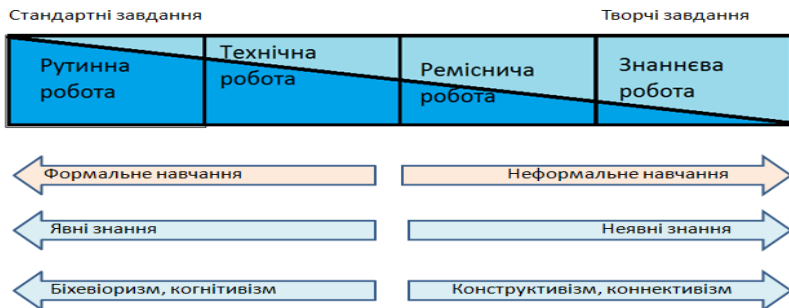 Стандартні завдання
Творчі завдання
Рутинна
робота
Технічна
робота
Реміснича
робота
Знаннєва
робота
Формальне навчання
Неформальне навчання
Явні знання
Неявні знання
Біхевіоризм, когнітивізм
Конструктивізм, коннективізм